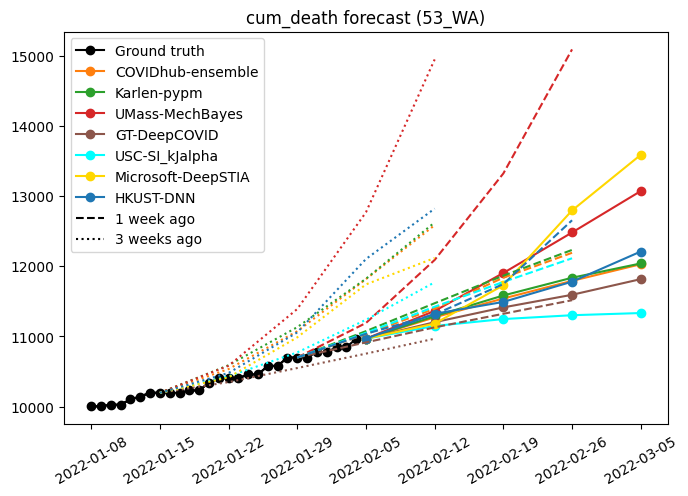 cum_death forecast (53_WA)
15000
14000
13000
12000
11000
10000
Ground truth
COVIDhub-ensemble
Karlen-pypm
UMass-MechBayes
GT-DeepCOVID
USC-SI_kJalpha
Microsoft-DeepSTIA
HKUST-DNN
1 week ago
3 weeks ago
2022-01-08
2022-01-15
2022-01-22
2022-01-29
2022-02-05
2022-02-12
2022-02-19
2022-02-26
2022-03-05